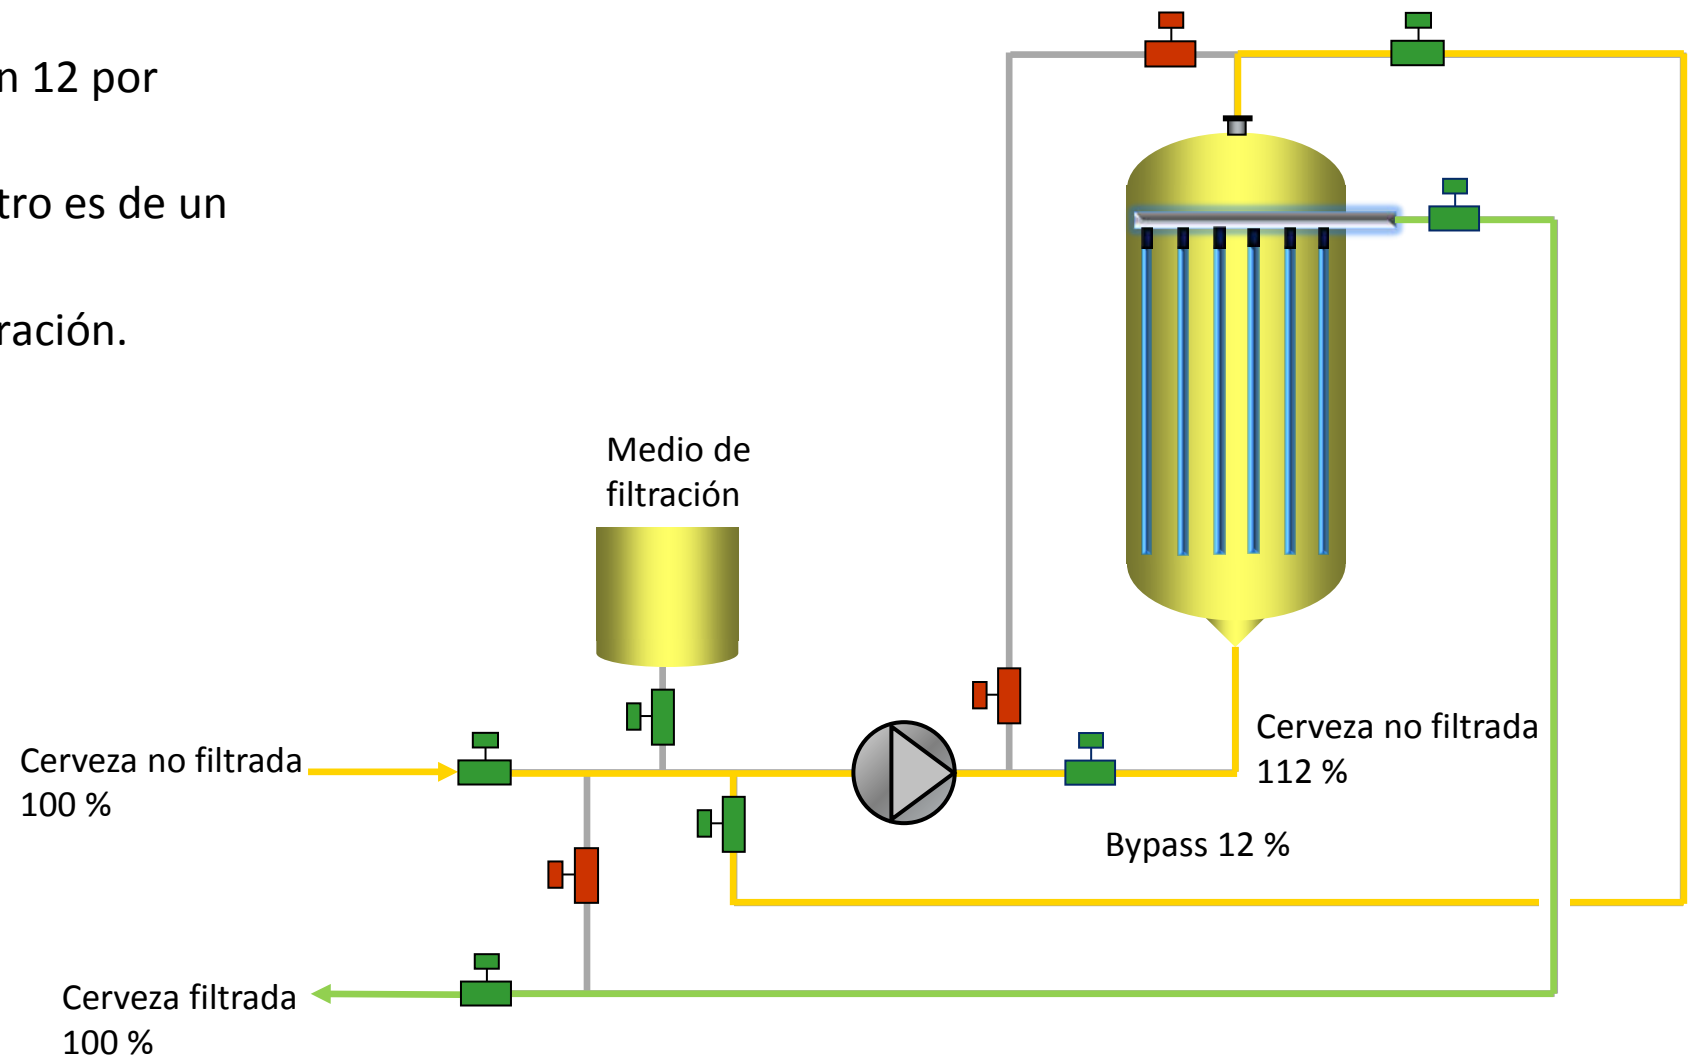 n 12 por
tro es de un
ración.
Medio de
filtración
Cerveza no filtrada
100 %
Cerveza no filtrada
112 %
Bypass 12 %
Cerveza filtrada
100 %